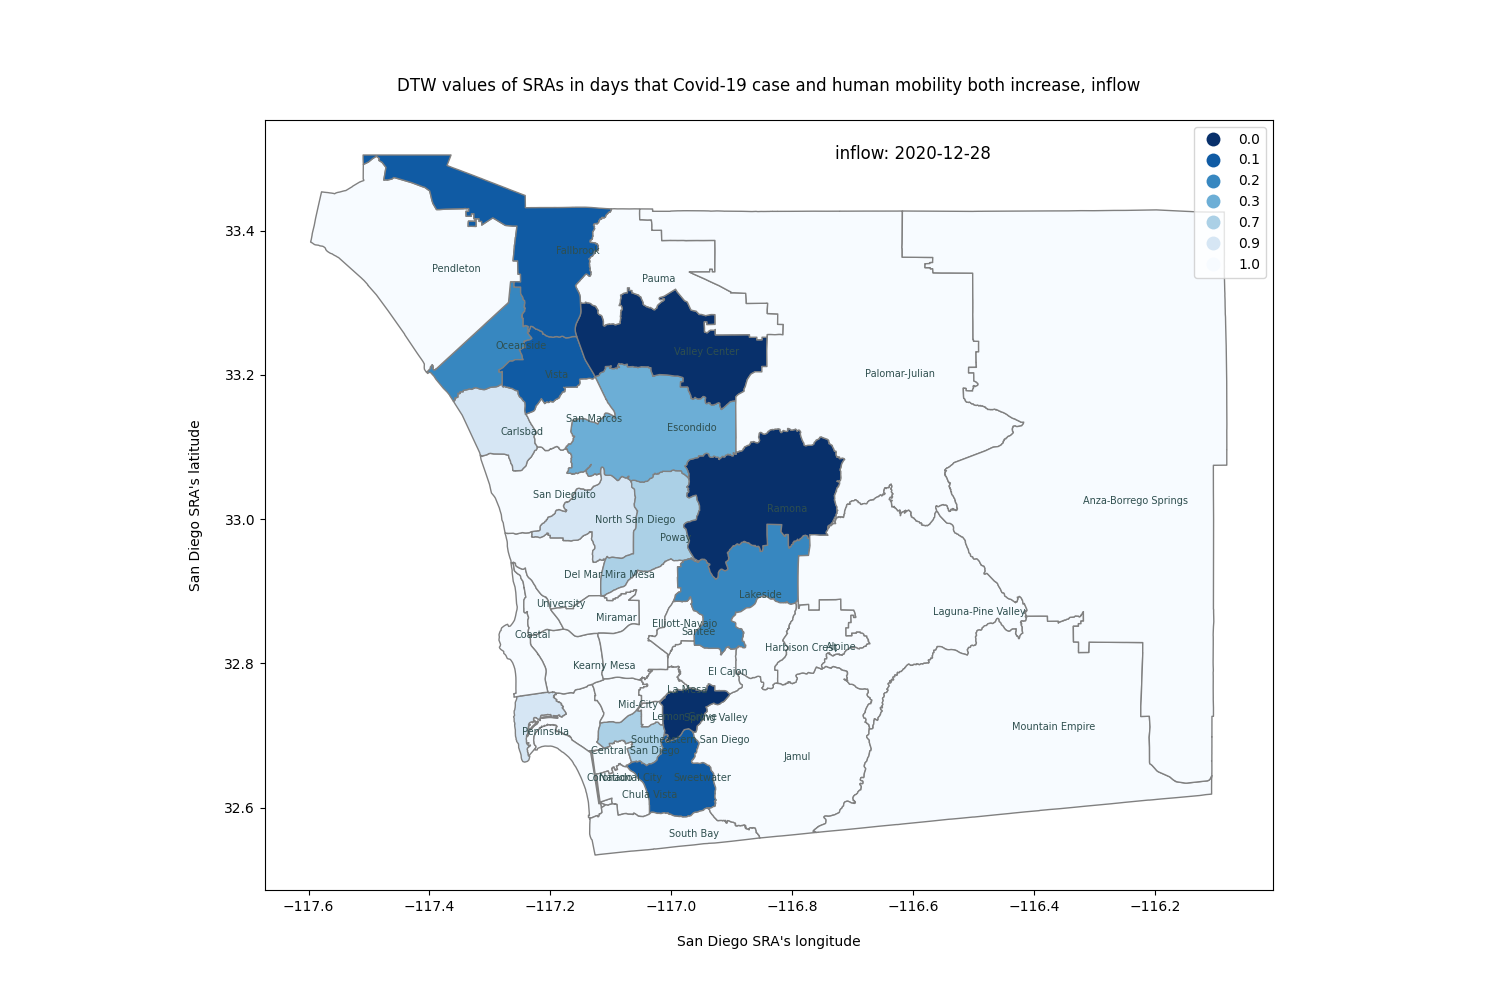 DTW values of SRAs in days that Covid-19 case and human mobility both increase, inflow
inflow: 2020-12-28
0.0
0.1
0.2
0.3
0.7
0.9
1.0
33.4
33.2
33.0
32.8
32.6
San Diego SRA's latitude
Fallbrook
Pendleton
Pauma
Oceanside
Valley Center
Vista
Palomar-Julian
San Marcos
Carlsbad
Escondido
San Dieguito
Anza-Borrego Springs
Ramona
North San Diego
Poway
Del Mar-Mira Mesa
Lakeside
University
Miramar
Laguna-Pine Valley
Elliott-Navajo
Santee
Coastal
Harbison Crest
Alpine
Kearny Mesa
El Cajon
La Mesa
Mid-City
Lemon Grove
Spring Valley
Peninsula
Mountain Empire
Southeastern San Diego
Central San Diego
Jamul
Coronado
National City
Sweetwater
Chula Vista
South Bay
−117.6
−117.4
−117.2
−117.0
−116.8
−116.6
−116.4
−116.2
San Diego SRA's longitude